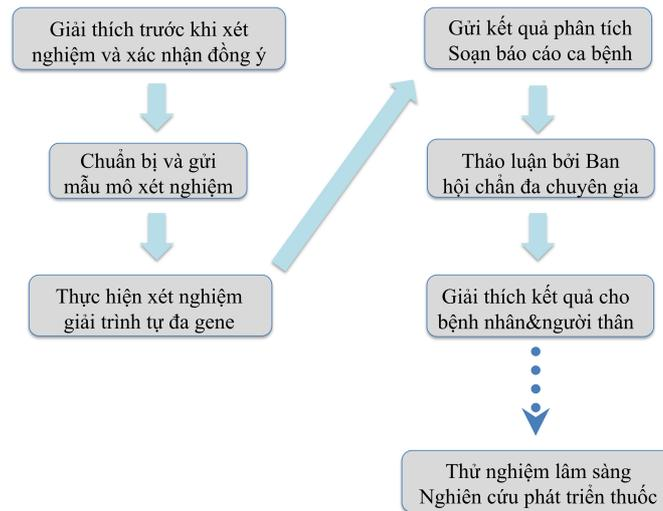 Giải thích trước khi xét
nghiệm và xác nhận đồng ý
Chuẩn bị và gửi
mẫu mô xét nghiệm
Thực hiện xét nghiệm
giải trình tự đa gene
Gửi kết quả phân tích
Soạn báo cáo ca bệnh
Thảo luận bởi Ban
hội chẩn đa chuyên gia
Giải thích kết quả cho
bệnh nhân&người thân
Thử nghiệm lâm sàng
Nghiên cứu phát triển thuốc